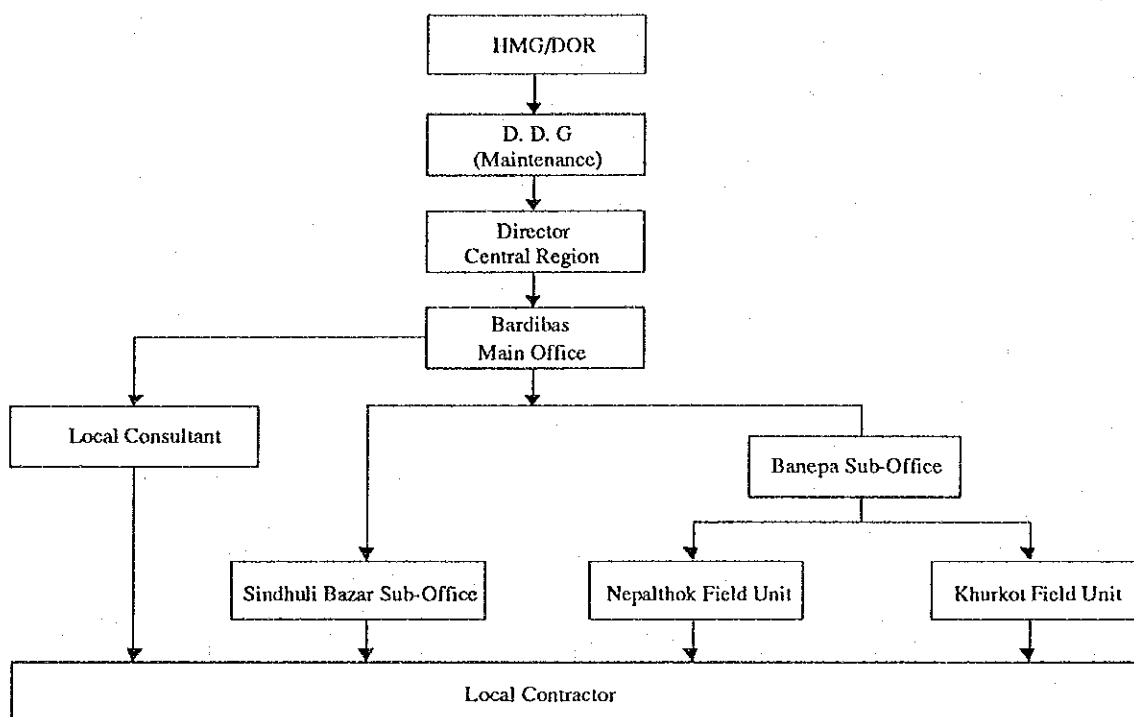 HMG/DOR
D. D. G
(Maintenance)
Director
Central Region
Bardibas
Main Office
Local Consultant
Banepa Sub-Office
Sindhuli Bazar Sub-Office
Nepalthok Field Unit
Khurkot Field Unit
Local Contractor